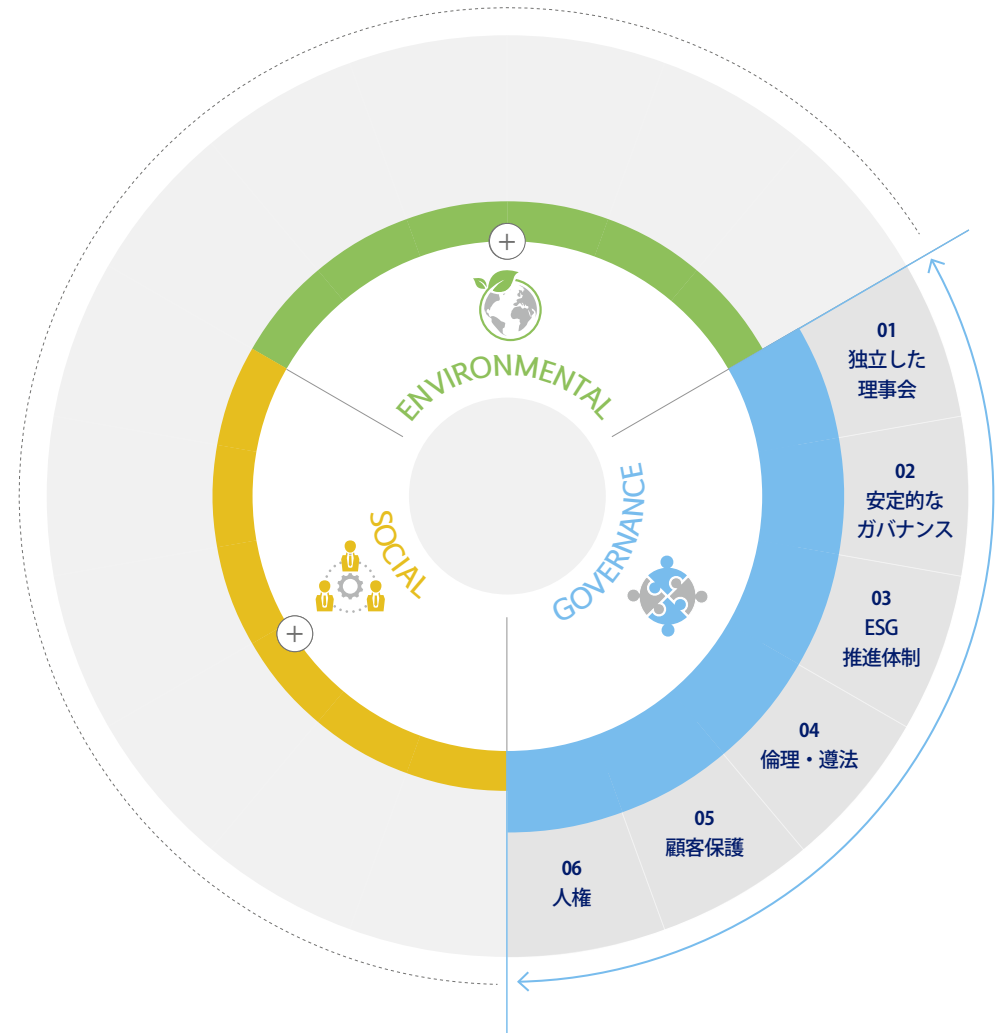 ENVIRONMENTAL
SOCIAL
GOVERNANCE
01
独立した
理事会
02
安定的な
ガバナンス
03
ESG
推進体制
04
倫理・遵法
05
顧客保護
06
人権